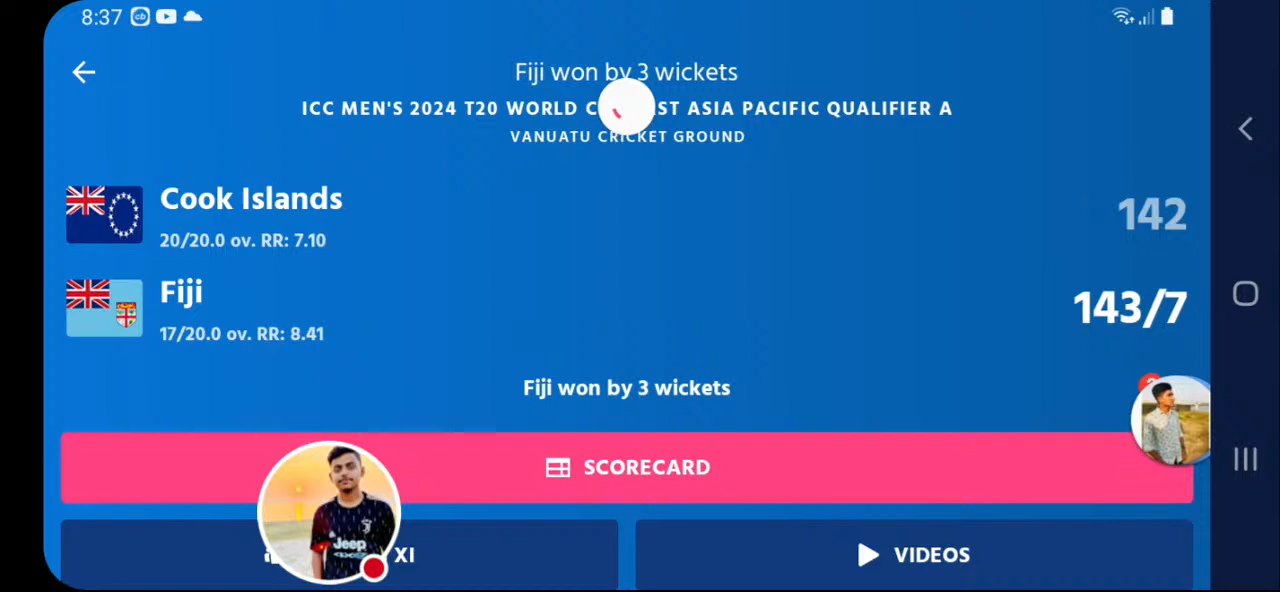 8:37
Fiji won by 3 wickets
ICC MEN'S 2024 T20 WORLD C ST ASIA PACIFIC QUALIFIER A
VANUATU CRICKET GROUND
Cook Islands
142
20/20.0 ov. RR: 7.10
Fiji
143/7
17/20.0 ov. RR: 8.41
Fiji won by 3 wickets
SCORECARD
Jeep
XI
VIDEOS